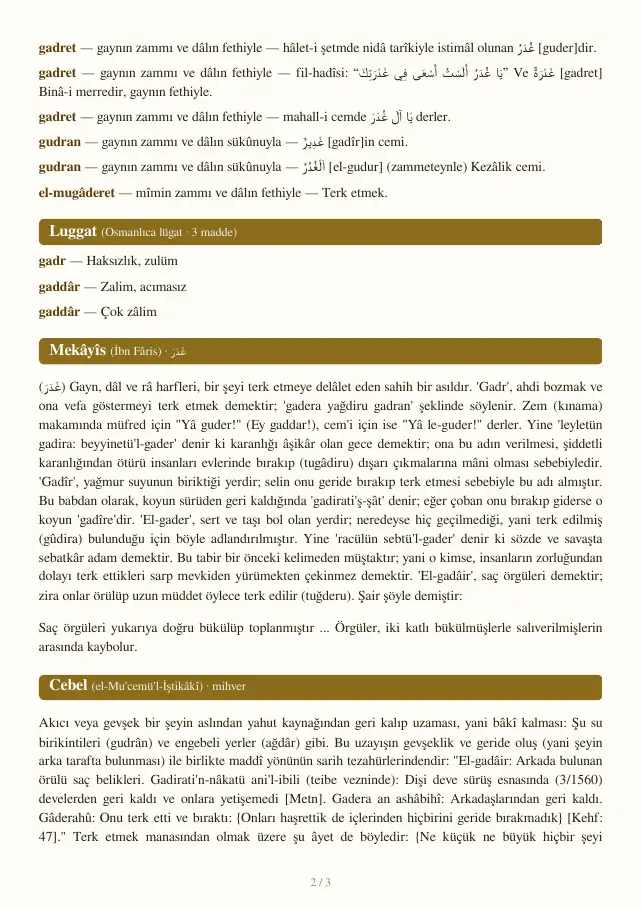 gadret — gaynın zammı ve dâlın fethiyle — hâlet-i şetmde nidâ tarîkiyle istimâl olunan غُدَرُ [guder]dir.
gadret — gaynın zammı ve dâlın fethiyle — fil-hadîsi: “يَا غُدَرُ أَلَسْتُ أَسْعَى فِي غَدْرَتِكَ” Ve غَدْرَةٌ [gadret]
Binâ-i merredir, gaynın fethiyle.
gadret — gaynın zammı ve dâlın fethiyle — mahall-i cemde يَا آلَ غُدَرَ derler.
gudran — gaynın zammı ve dâlın sükûnuyla — غَدِيرٌ [gadîr]in cemi.
gudran — gaynın zammı ve dâlın sükûnuyla — اَلْغُدُرُ [el-gudur] (zammeteynle) Kezâlik cemi.
el-mugâderet — mîmin zammı ve dâlın fethiyle — Terk etmek.
Luggat (Osmanlıca lügat · 3 madde)
gadr — Haksızlık, zulüm
gaddâr — Zalim, acımasız
gaddâr — Çok zâlim
Mekâyîs (İbn Fâris) · غَدَرَ
(غَدَرَ) Gayn, dâl ve râ harfleri, bir şeyi terk etmeye delâlet eden sahih bir asıldır. 'Gadr', ahdi bozmak ve
ona vefa göstermeyi terk etmek demektir; 'gadera yağdiru gadran' şeklinde söylenir. Zem (kınama)
makamında müfred için "Yâ guder!" (Ey gaddar!), cem'i için ise "Yâ le-guder!" derler. Yine 'leyletün
gadira: beyyinetü'l-gader' denir ki karanlığı âşikâr olan gece demektir; ona bu adın verilmesi, şiddetli
karanlığından ötürü insanları evlerinde bırakıp (tugâdiru) dışarı çıkmalarına mâni olması sebebiyledir.
'Gadîr', yağmur suyunun biriktiği yerdir; selin onu geride bırakıp terk etmesi sebebiyle bu adı almıştır.
Bu babdan olarak, koyun sürüden geri kaldığında 'gadirati'ş-şât' denir; eğer çoban onu bırakıp giderse o
koyun 'gadîre'dir. 'El-gader', sert ve taşı bol olan yerdir; neredeyse hiç geçilmediği, yani terk edilmiş
(gûdira) bulunduğu için böyle adlandırılmıştır. Yine 'racülün sebtü'l-gader' denir ki sözde ve savaşta
sebatkâr adam demektir. Bu tabir bir önceki kelimeden müştaktır; yani o kimse, insanların zorluğundan
dolayı terk ettikleri sarp mevkiden yürümekten çekinmez demektir. 'El-gadâir', saç örgüleri demektir;
zira onlar örülüp uzun müddet öylece terk edilir (tuğderu). Şair şöyle demiştir:
Saç örgüleri yukarıya doğru bükülüp toplanmıştır ... Örgüler, iki katlı bükülmüşlerle salıverilmişlerin
arasında kaybolur.
Cebel (el-Mu'cemü'l-İştikâkî) · mihver
Akıcı veya gevşek bir şeyin aslından yahut kaynağından geri kalıp uzaması, yani bâkî kalması: Şu su
birikintileri (gudrân) ve engebeli yerler (ağdâr) gibi. Bu uzayışın gevşeklik ve geride oluş (yani şeyin
arka tarafta bulunması) ile birlikte maddî yönünün sarih tezahürlerindendir: "El-gadâir: Arkada bulunan
örülü saç belikleri. Gadirati'n-nâkatü ani'l-ibili (teibe vezninde): Dişi deve sürüş esnasında (3/1560)
develerden geri kaldı ve onlara yetişemedi [Metn]. Gadera an ashâbihî: Arkadaşlarından geri kaldı.
Gâderahû: Onu terk etti ve bıraktı: {Onları haşrettik de içlerinden hiçbirini geride bırakmadık} [Kehf:
47]." Terk etmek manasından olmak üzere şu âyet de böyledir: {Ne küçük ne büyük hiçbir şeyi
2 / 3